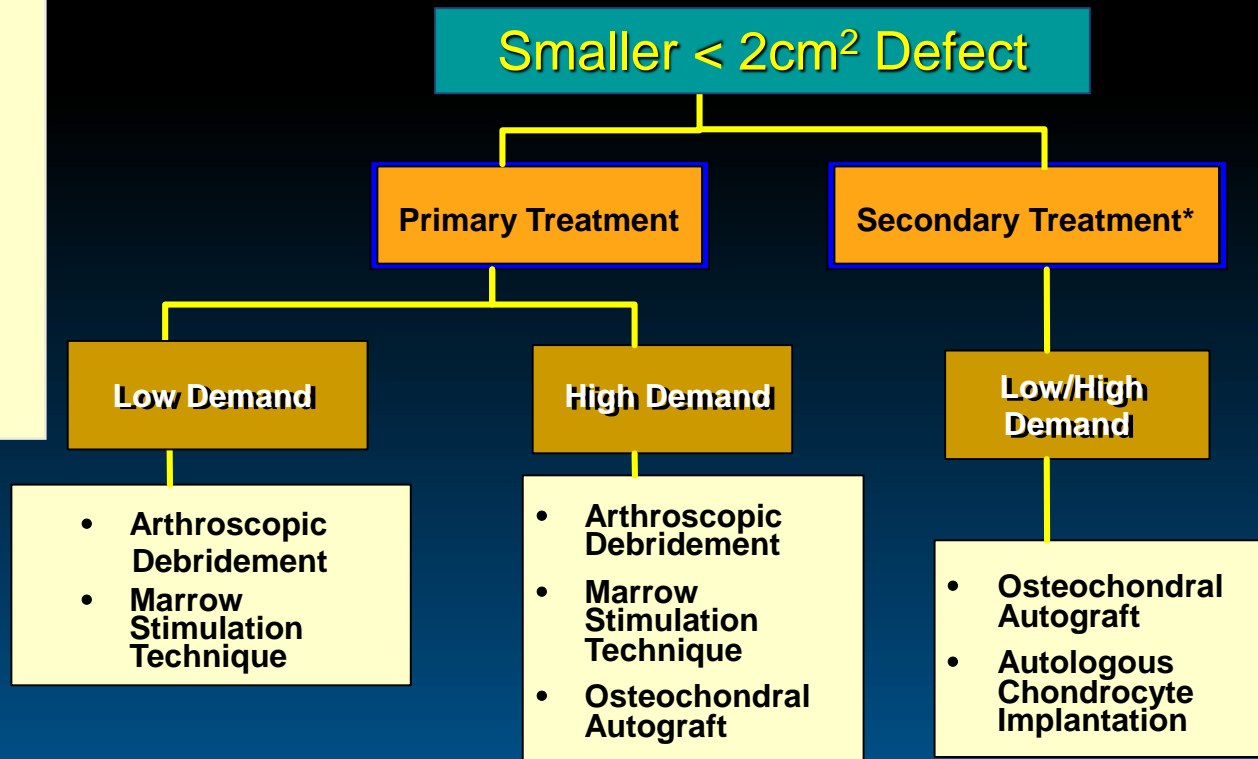 Smaller < 2cm² Defect
Primary Treatment
Secondary Treatment*
Low Demand
High Demand
Low/High
Demand
• Arthroscopic
Debridement
• Marrow
Stimulation
Technique
• Arthroscopic
Debridement
• Marrow
Stimulation
Technique
• Osteochondral
Autograft
• Osteochondral
Autograft
• Autologous
Chondrocyte
Implantation